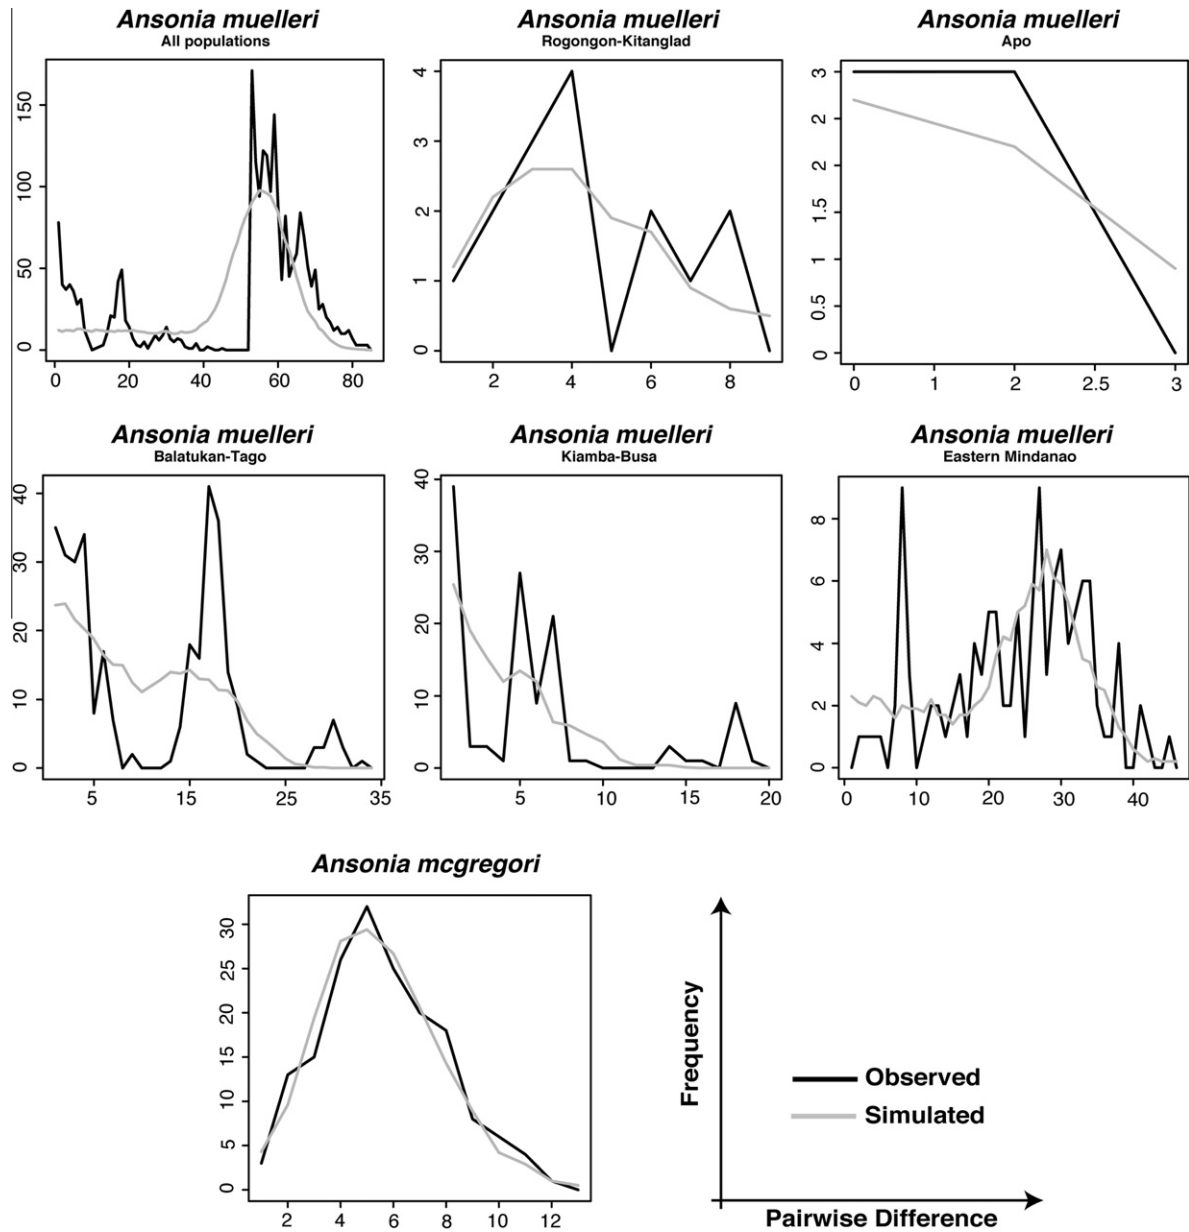 Ansonia muelleri
All populations
0 50 100 150
0 20 40 60 80
Ansonia muelleri
Rogongon-Kitanglad
0 1 2 3 4
2 4 6 8
Ansonia muelleri
Apo
0 0.5 1 1.5 2 2 3
0 1 2 2.5 3
Ansonia muelleri
Balatukan-Tago
0 10 20 30 40
5 15 25 35
Ansonia muelleri
Kiamba-Busa
0 10 20 30 40
5 10 15 20
Ansonia muelleri
Eastern Mindanao
0 2 4 6 8
0 10 20 30 40
Ansonia mcgregori
0 5 10 15 20 25 30
2 4 6 8 10 12
Frequency
Observed
Simulated
Pairwise Difference